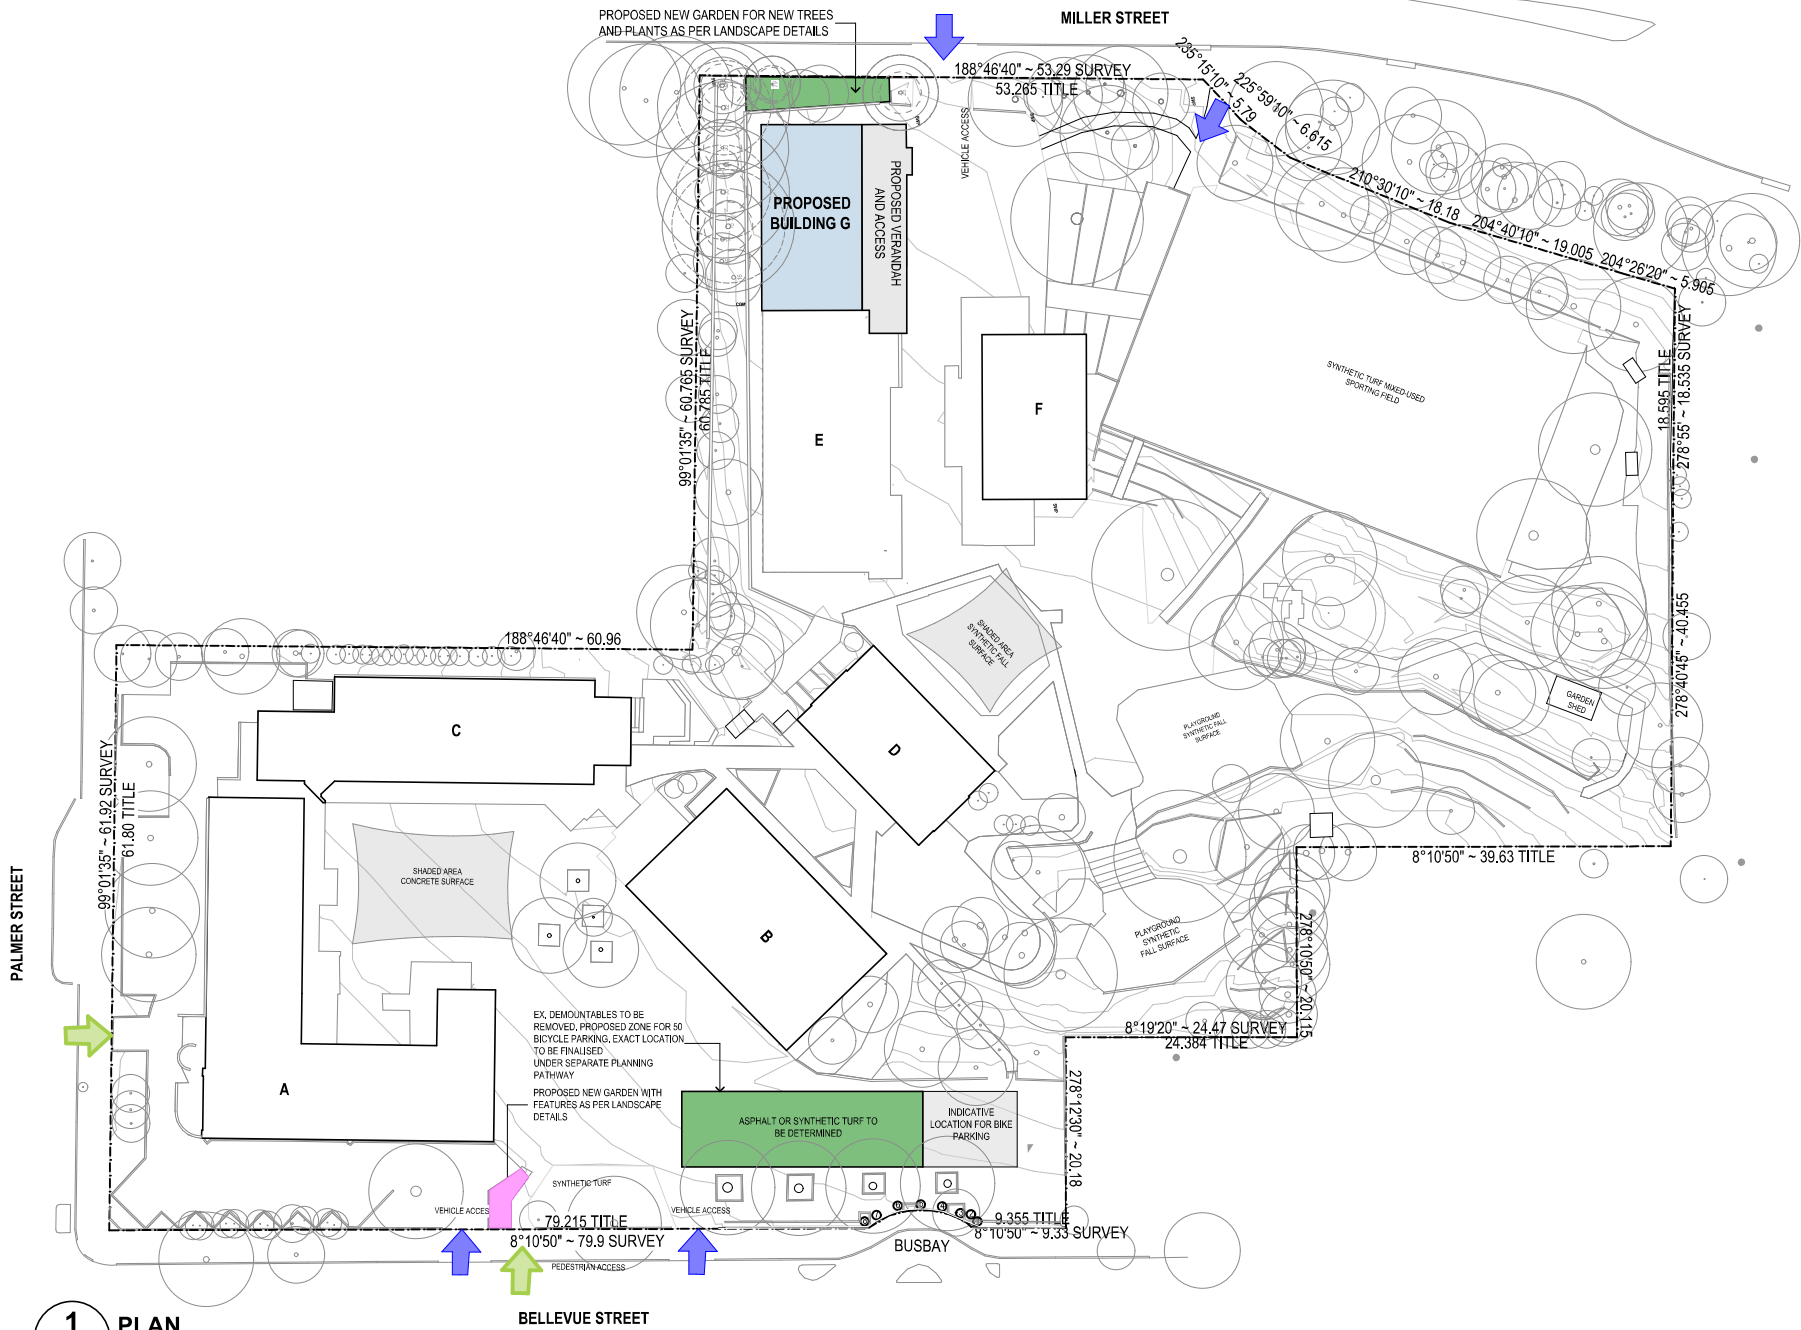 PROPOSED NEW GARDEN FOR NEW TREES
AND PLANTS AS PER LANDSCAPE DETAILS
MILLER STREET
188°46'40" ~ 53.29 SURVEY
53.265 TITLE
235°15'10" ~ 5.79
225°59'10" ~ 6.615
210°30'10" ~ 18.18
204°40'10" ~ 19.005
204°26'20" ~ 5.905
VEHICLE ACCESS
PROPOSED
BUILDING G
PROPOSED VERANDAH
AND ACCESS
99°01'35" ~ 60.765 SURVEY
60.785 TITLE
E
F
SYNTHETIC TURF MIXED-USED
SPORTING FIELD
18.595 TITLE
278°55' ~ 18.535 SURVEY
278°40'45" ~ 40.455
SHADED AREA
SYNTHETIC FALL
SURFACE
188°46'40" ~ 60.96
C
D
PLAYGROUND
SYNTHETIC FALL
SURFACE
GARDEN
SHED
99°01'35" ~ 61.92 SURVEY
61.80 TITLE
PALMER STREET
SHADED AREA
CONCRETE SURFACE
B
PLAYGROUND
SYNTHETIC
FALL SURFACE
8°10'50" ~ 39.63 TITLE
278°10'50" ~ 20.115
8°19'20" ~ 24.47 SURVEY
24.384 TITLE
278°12'30" ~ 20.18
EX. DEMOUNTABLES TO BE
REMOVED. PROPOSED ZONE FOR 50
BICYCLE PARKING. EXACT LOCATION
TO BE FINALISED
UNDER SEPARATE PLANNING
PATHWAY
PROPOSED NEW GARDEN WITH
FEATURES AS PER LANDSCAPE
DETAILS
A
ASPHALT OR SYNTHETIC TURF TO
BE DETERMINED
INDICATIVE
LOCATION FOR BIKE
PARKING
SYNTHETIC TURF
VEHICLE ACCES
VEHICLE ACCESS
79.215 TITLE
8°10'50" ~ 79.9 SURVEY
9.355 TITLE
8°10'50" ~ 9.33 SURVEY
BUSBAY
PEDESTRIAN ACCESS
BELLEVUE STREET
1
PLAN